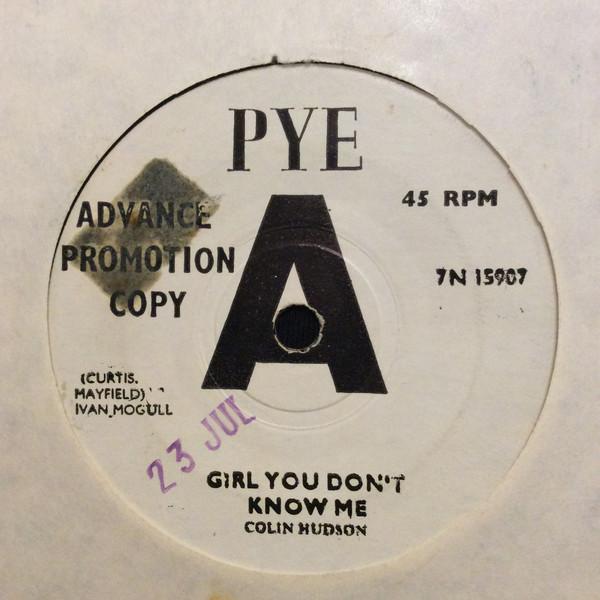 PYE
A
45 RPM
ADVANCE
PROMOTION
COPY
7N 15907
(CURTIS.
MAYFIELD)
IVAN MOGULL
23 JUL
GIRL YOU DON'T
KNOW ME
COLIN HUDSON